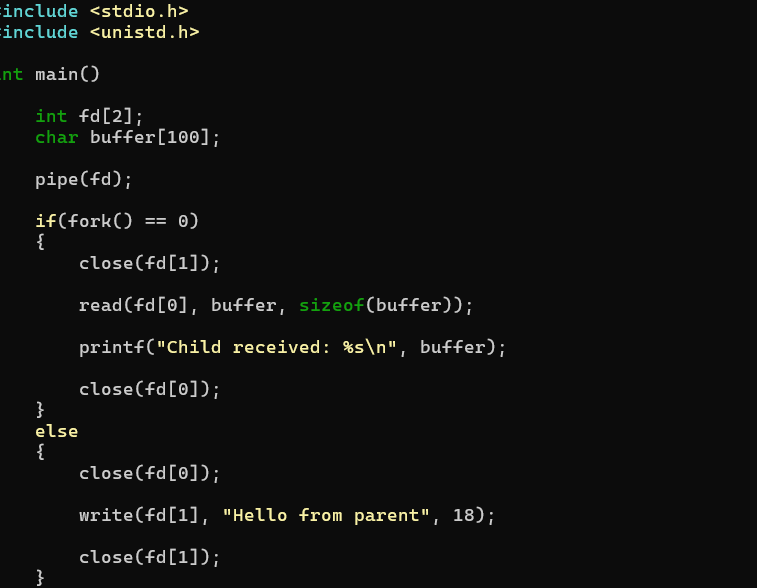 #include <stdio.h>
#include <unistd.h>
int main()
int fd[2];
char buffer[100];
pipe(fd);
if(fork() == 0)
{
close(fd[1]);
read(fd[0], buffer, sizeof(buffer));
printf("Child received: %s\n", buffer);
close(fd[0]);
}
else
{
close(fd[0]);
write(fd[1], "Hello from parent", 18);
close(fd[1]);
}